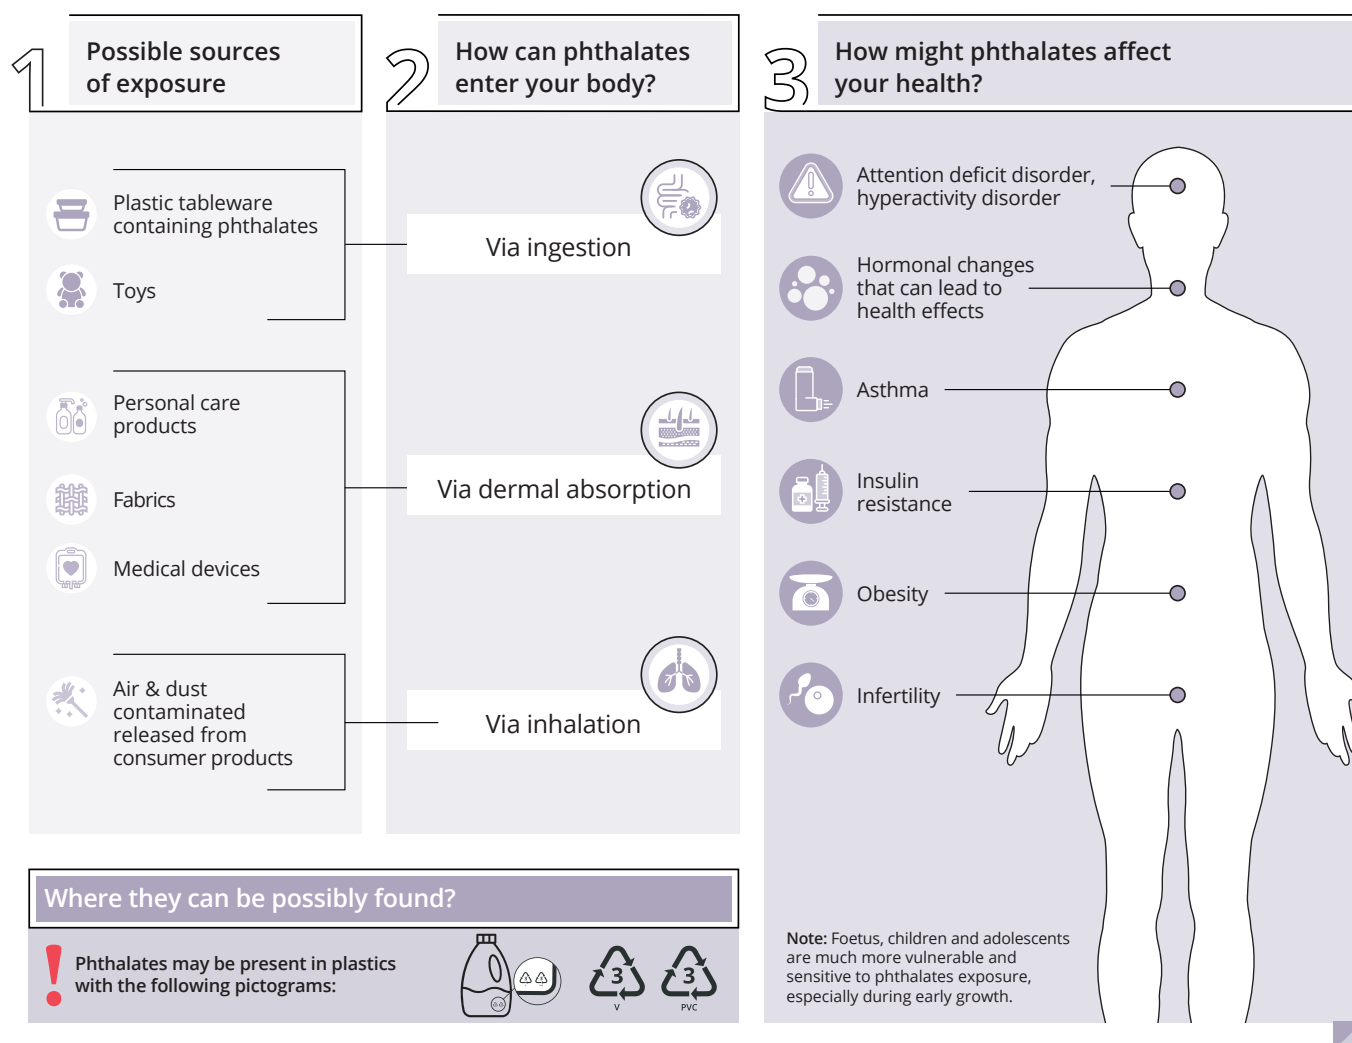 1
Possible sources
of exposure
Plastic tableware
containing phthalates
Toys
Personal care
products
Fabrics
Medical devices
Air & dust
contaminated
released from
consumer products
2
How can phthalates
enter your body?
Via ingestion
Via dermal absorption
Via inhalation
3
How might phthalates affect
your health?
Attention deficit disorder,
hyperactivity disorder
Hormonal changes
that can lead to
health effects
Asthma
Insulin
resistance
Obesity
Infertility
Note: Foetus, children and adolescents
are much more vulnerable and
sensitive to phthalates exposure,
especially during early growth.
Where they can be possibly found?
Phthalates may be present in plastics
with the following pictograms:
3
V
3
PVC